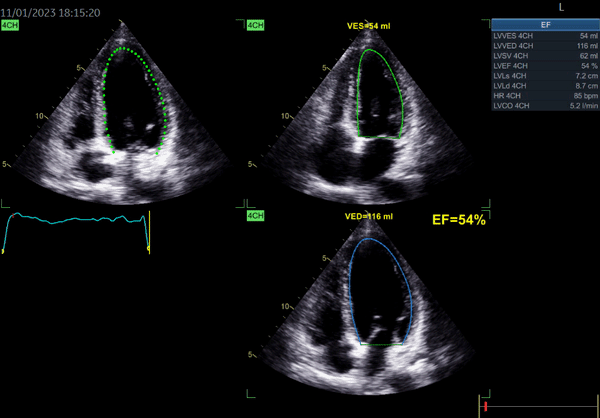 11/01/2023 18:15:20
L
4CH
4CH
VES=54 ml
10
5
5
10
5
EF
LVVES 4CH 54 ml
LVVED 4CH 116 ml
LVSV 4CH 62 ml
LVEF 4CH 54 %
LVLs 4CH 7.2 cm
LVLd 4CH 8.7 cm
HR 4CH 85 bpm
LVCO 4CH 5.2 l/min
4CH
VED=116 ml
EF=54%
5
10
5